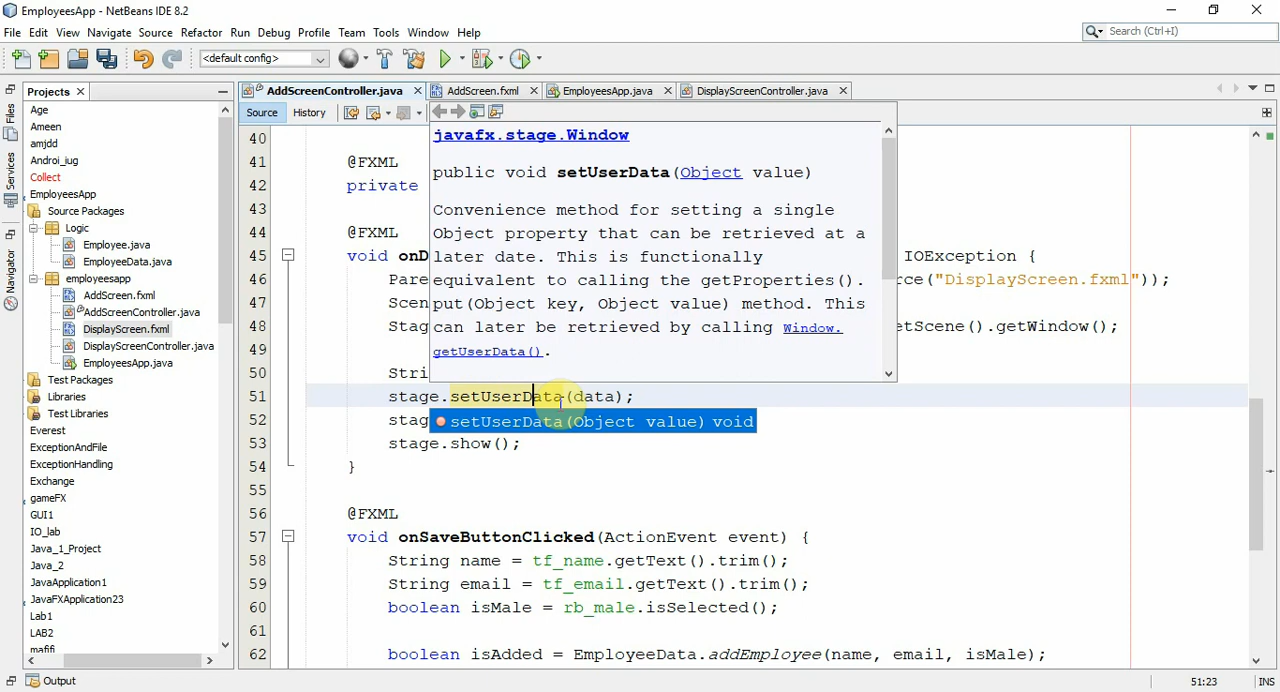 EmployeesApp - NetBeans IDE 8.2
File Edit View Navigate Source Refactor Run Debug Profile Team Tools Window Help
Search (Ctrl+I)
<default config>
Projects
AddScreenController.java
AddScreen.fxml
EmployeesApp.java
DisplayScreenController.java
Source History
Files
Services
Navigator
Age
Ameen
amjdd
Androi_iug
Collect
EmployeesApp
Source Packages
Logic
Employee.java
EmployeeData.java
employeesapp
AddScreen.fxml
AddScreenController.java
DisplayScreen.fxml
DisplayScreenController.java
EmployeesApp.java
Test Packages
Libraries
Test Libraries
Everest
ExceptionAndFile
ExceptionHandling
Exchange
gameFX
GUI1
IO_lab
Java_1_Project
Java_2
JavaApplication1
JavaFXApplication23
Lab1
LAB2
40
41 @FXML
42 private
43
44 @FXML
45 void onD IOException {
46 Pare rce("DisplayScreen.fxml"));
47 Scen
48 Stag etScene().getWindow();
49
50 Stri
51 stage.setUserData(data);
52 stag
53 stage.show();
54 }
55
56 @FXML
57 void onSaveButtonClicked(ActionEvent event) {
58 String name = tf_name.getText().trim();
59 String email = tf_email.getText().trim();
60 boolean isMale = rb_male.isSelected();
61
62 boolean isAdded = EmployeeData.addEmployee(name, email, isMale);
javafx.stage.Window
public void setUserData(Object value)
Convenience method for setting a single
Object property that can be retrieved at a
later date. This is functionally
equivalent to calling the getProperties().
put(Object key, Object value) method. This
can later be retrieved by calling Window.
getUserData().
setUserData(Object value) void
Output
51:23 INS